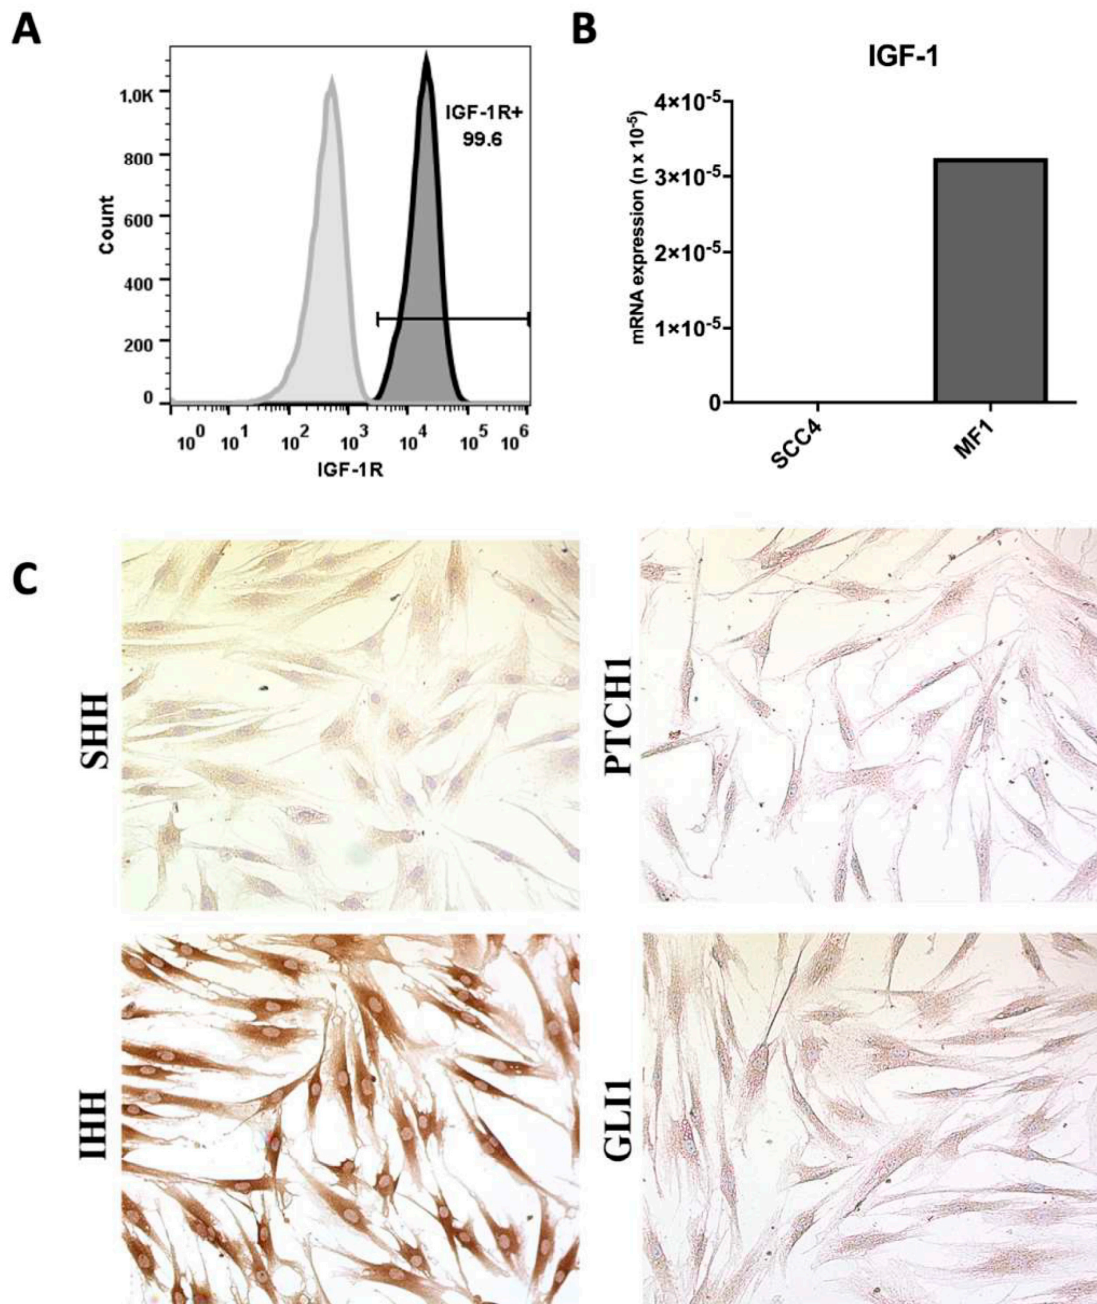 A
1,0K
800
600
400
200
0
Count
IGF-1R+
99.6
10⁰ 10¹ 10² 10³ 10⁴ 10⁵ 10⁶
IGF-1R
B
IGF-1
mRNA expression (n x 10⁻⁵)
4×10⁻⁵
3×10⁻⁵
2×10⁻⁵
1×10⁻⁵
0
SCC4
MF1
C
SHH
PTCH1
IHH
GLI1